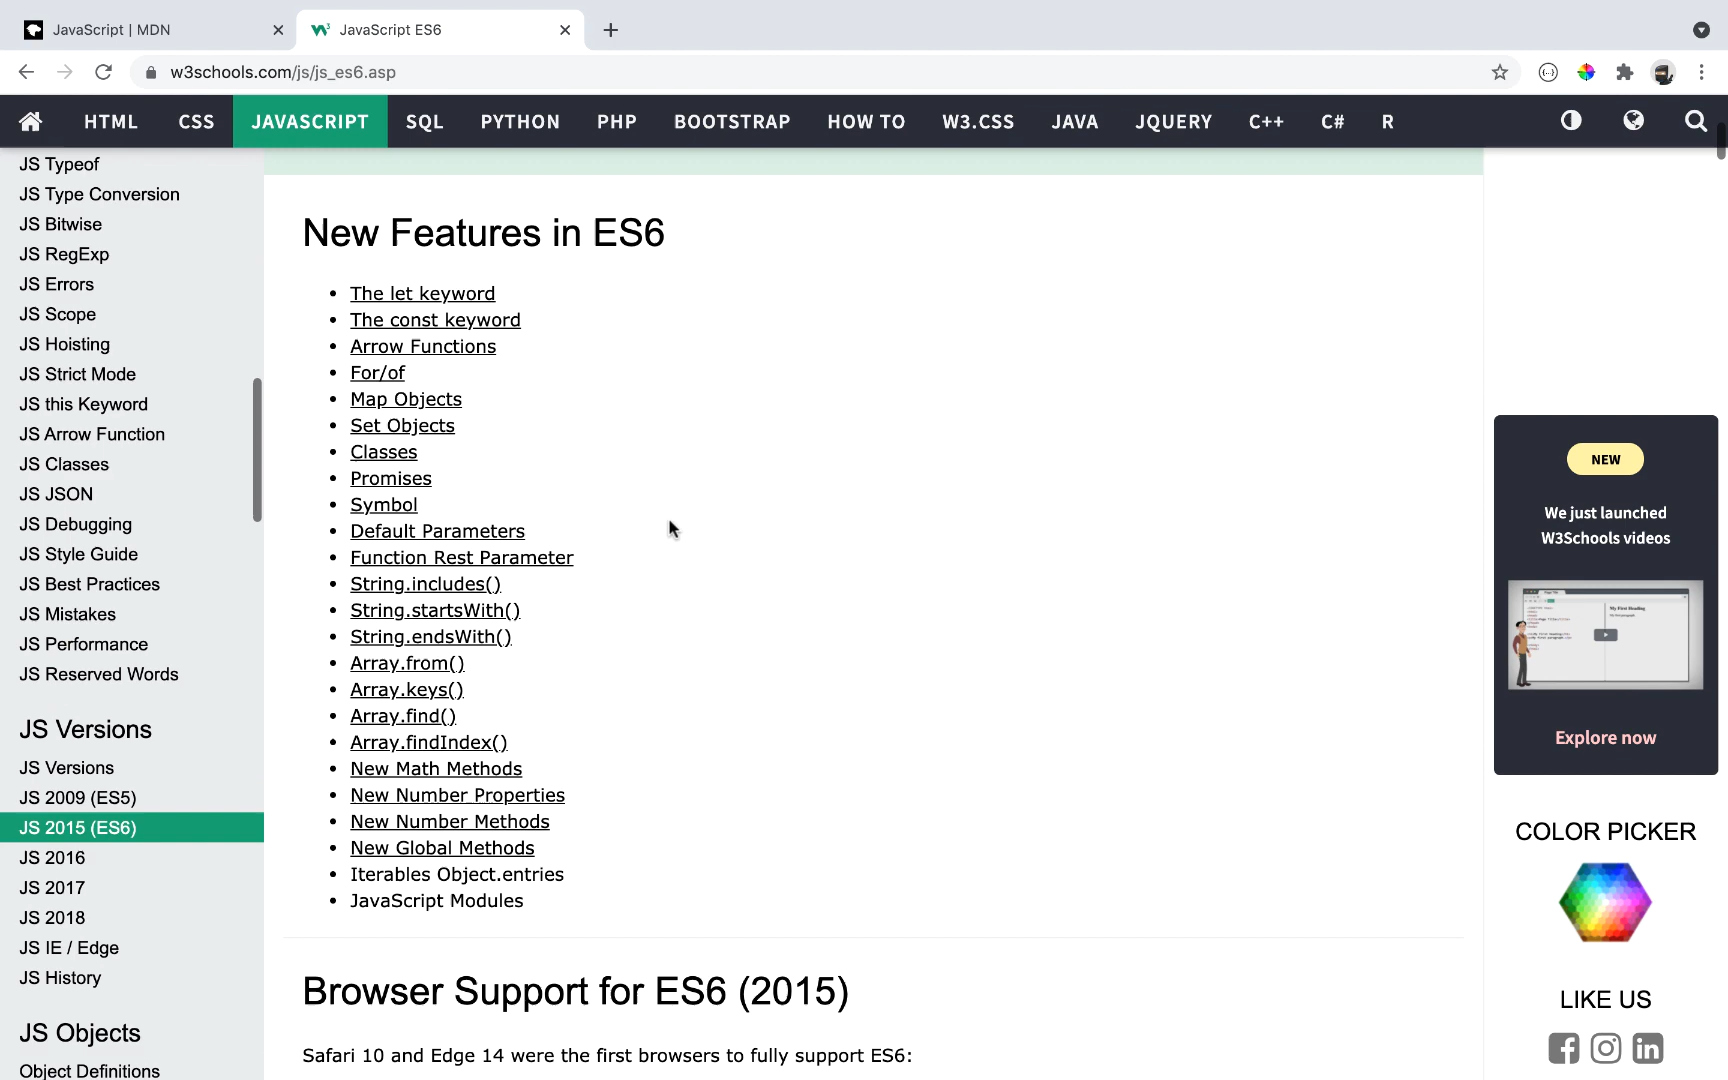 JavaScript | MDN
JavaScript ES6
w3schools.com/js/js_es6.asp
HTML CSS JAVASCRIPT SQL PYTHON PHP BOOTSTRAP HOW TO W3.CSS JAVA JQUERY C++ C# R
JS Typeof
JS Type Conversion
JS Bitwise
JS RegExp
JS Errors
JS Scope
JS Hoisting
JS Strict Mode
JS this Keyword
JS Arrow Function
JS Classes
JS JSON
JS Debugging
JS Style Guide
JS Best Practices
JS Mistakes
JS Performance
JS Reserved Words
JS Versions
JS Versions
JS 2009 (ES5)
JS 2015 (ES6)
JS 2016
JS 2017
JS 2018
JS IE / Edge
JS History
JS Objects
Object Definitions
New Features in ES6
• The let keyword
• The const keyword
• Arrow Functions
• For/of
• Map Objects
• Set Objects
• Classes
• Promises
• Symbol
• Default Parameters
• Function Rest Parameter
• String.includes()
• String.startsWith()
• String.endsWith()
• Array.from()
• Array.keys()
• Array.find()
• Array.findIndex()
• New Math Methods
• New Number Properties
• New Number Methods
• New Global Methods
• Iterables Object.entries
• JavaScript Modules
Browser Support for ES6 (2015)
Safari 10 and Edge 14 were the first browsers to fully support ES6:
NEW
We just launched
W3Schools videos
My First Heading
Explore now
COLOR PICKER
LIKE US